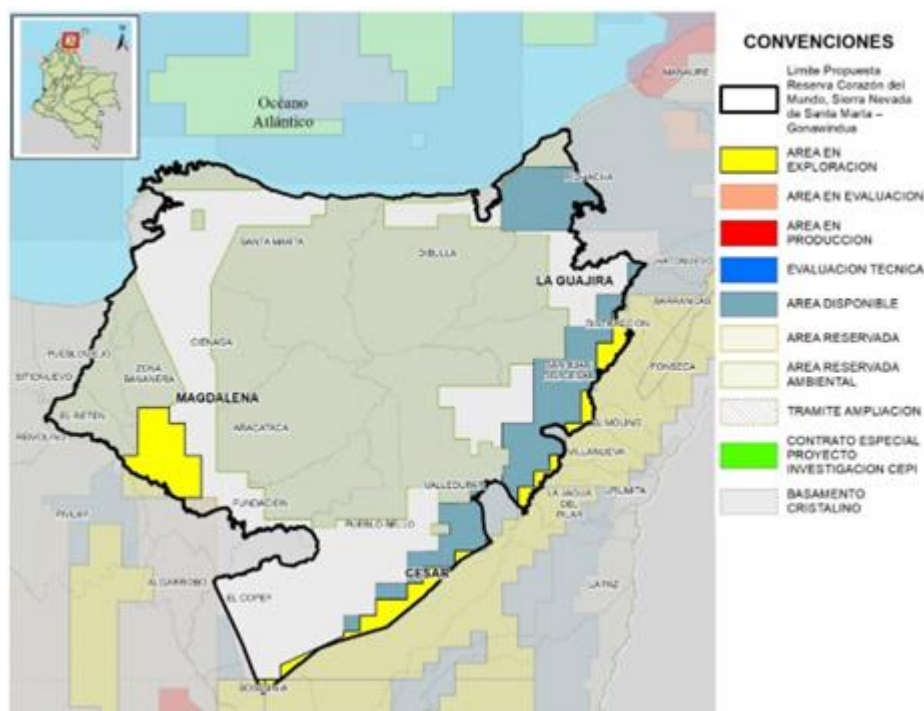 N
Océano
Atlántico
MANAURE
RIOHACHA
SANTA MARTA
DIBULLA
HATONUEVO
LA GUAJIRA
BARRANCAS
DISTRACCION
CIENAGA
PUEBLOVIEJO
ZONA
BANANERA
SITIONUEVO
FONSECA
MAGDALENA
EL RETEN
REMOLINO
ARACATACA
EL MOLINO
VILLANUEVA
VALLEDUPAR
URUMITA
LA JAGUA
DEL
PILAR
FUNDACION
PIVIJAY
PUEBLO BELLO
ALGARROBO
CESAR
LA PAZ
EL COPEY
BOSCONIA
CONVENCIONES
Limite Propuesta
Reserva Corazón del
Mundo, Sierra Nevada
de Santa Marta –
Gonawindua
AREA EN
EXPLORACION
AREA EN EVALUACION
AREA EN
PRODUCCION
EVALUACION TECNICA
AREA DISPONIBLE
AREA RESERVADA
AREA RESERVADA
AMBIENTAL
TRAMITE AMPLIACION
CONTRATO ESPECIAL
PROYECTO
INVESTIGACION CEPI
BASAMENTO
CRISTALINO